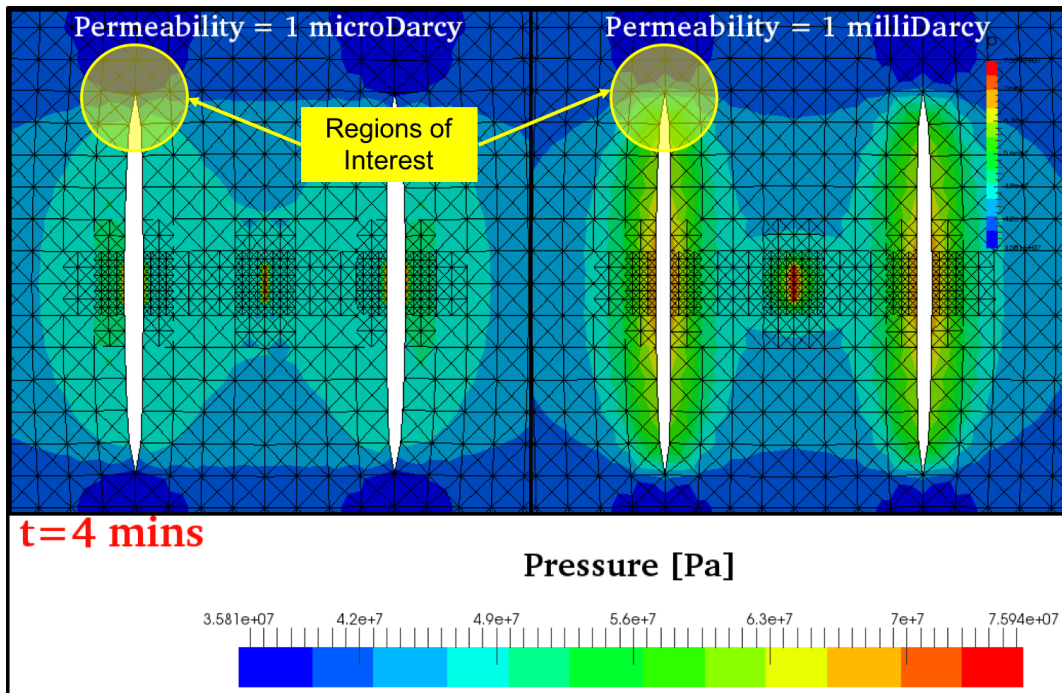 Permeability = 1 microDarcy
Permeability = 1 milliDarcy
Regions of
Interest
t=4 mins
Pressure [Pa]
3.581e+07 4.2e+7 4.9e+7 5.6e+7 6.3e+7 7e+7 7.594e+07